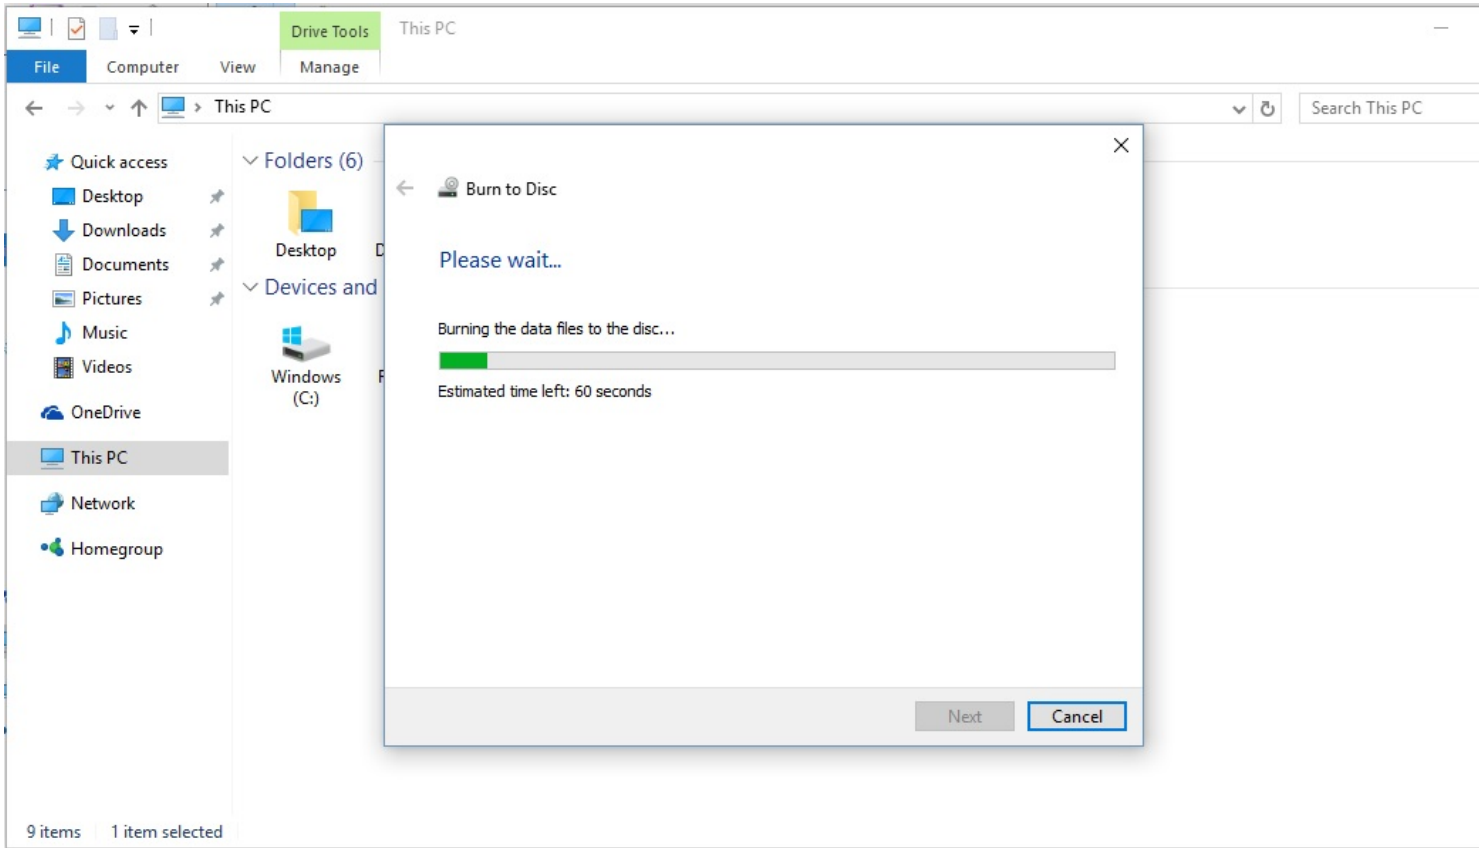 Drive Tools
This PC
File
Computer
View
Manage
This PC
Search This PC
Quick access
Desktop
Downloads
Documents
Pictures
Music
Videos
OneDrive
This PC
Network
Homegroup
Folders (6)
Desktop
D
Devices and
Windows
(C:)
Burn to Disc
Please wait...
Burning the data files to the disc...
Estimated time left: 60 seconds
Next
Cancel
9 items
1 item selected